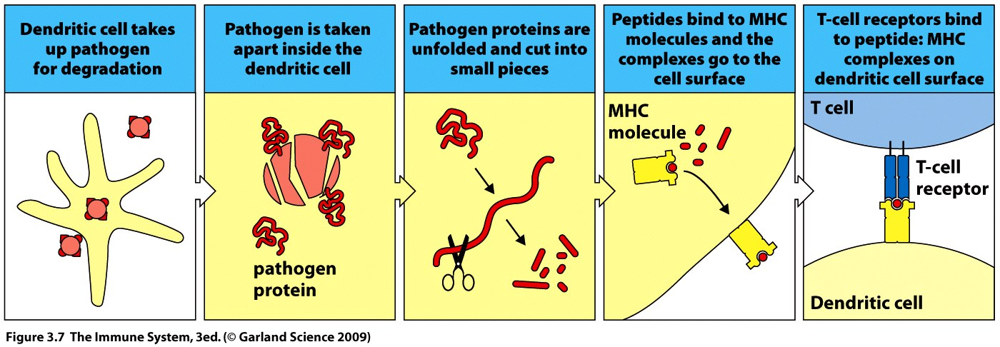 Dendritic cell takes
up pathogen
for degradation
Pathogen is taken
apart inside the
dendritic cell
Pathogen proteins are
unfolded and cut into
small pieces
Peptides bind to MHC
molecules and the
complexes go to the
cell surface
T-cell receptors bind
to peptide: MHC
complexes on
dendritic cell surface
pathogen
protein
MHC
molecule
T cell
T-cell
receptor
Dendritic cell
Figure 3.7 The Immune System, 3ed. (© Garland Science 2009)